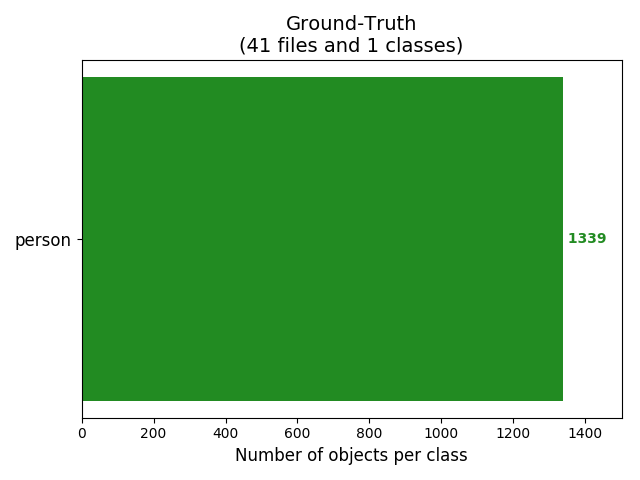 Ground-Truth
(41 files and 1 classes)
person
1339
0 200 400 600 800 1000 1200 1400
Number of objects per class